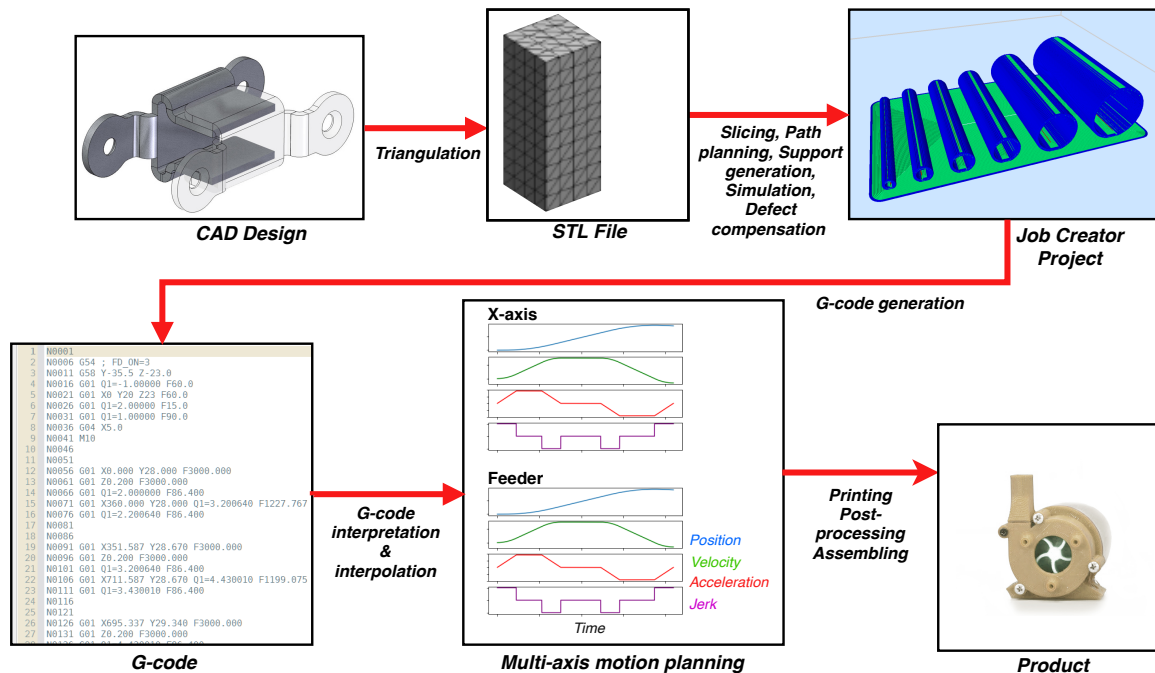 CAD Design
Triangulation
STL File
Slicing, Path
planning, Support
generation,
Simulation,
Defect
compensation
Job Creator
Project
G-code generation
1 N0001
2 N0006 G54 ; FD_ON=3
3 N0011 G58 Y-35.5 Z-23.0
4 N0016 G01 Q1=-1.00000 F60.0
5 N0021 G01 X0 Y20 Z23 F60.0
6 N0026 G01 Q1=2.00000 F15.0
7 N0031 G01 Q1=1.00000 F90.0
8 N0036 G04 X5.0
9 N0041 M10
10 N0046
11 N0051
12 N0056 G01 X0.000 Y28.000 F3000.000
13 N0061 G01 Z0.200 F3000.000
14 N0066 G01 Q1=2.00000 F86.400
15 N0071 G01 X360.000 Y28.000 Q1=3.200640 F1227.767
16 N0076 G01 Q1=2.200640 F86.400
17 N0081
18 N0086
19 N0091 G01 X351.587 Y28.670 F3000.000
20 N0096 G01 Z0.200 F3000.000
21 N0101 G01 Q1=3.200640 F86.400
22 N0106 G01 X711.587 Y28.670 Q1=4.430010 F1199.075
23 N0111 G01 Q1=3.430010 F86.400
24 N0116
25 N0121
26 N0126 G01 X695.337 Y29.340 F3000.000
27 N0131 G01 Z0.200 F3000.000
G-code
G-code
interpretation
&
interpolation
X-axis
Feeder
Position
Velocity
Acceleration
Jerk
Time
Multi-axis motion planning
Printing
Post-
processing
Assembling
Product